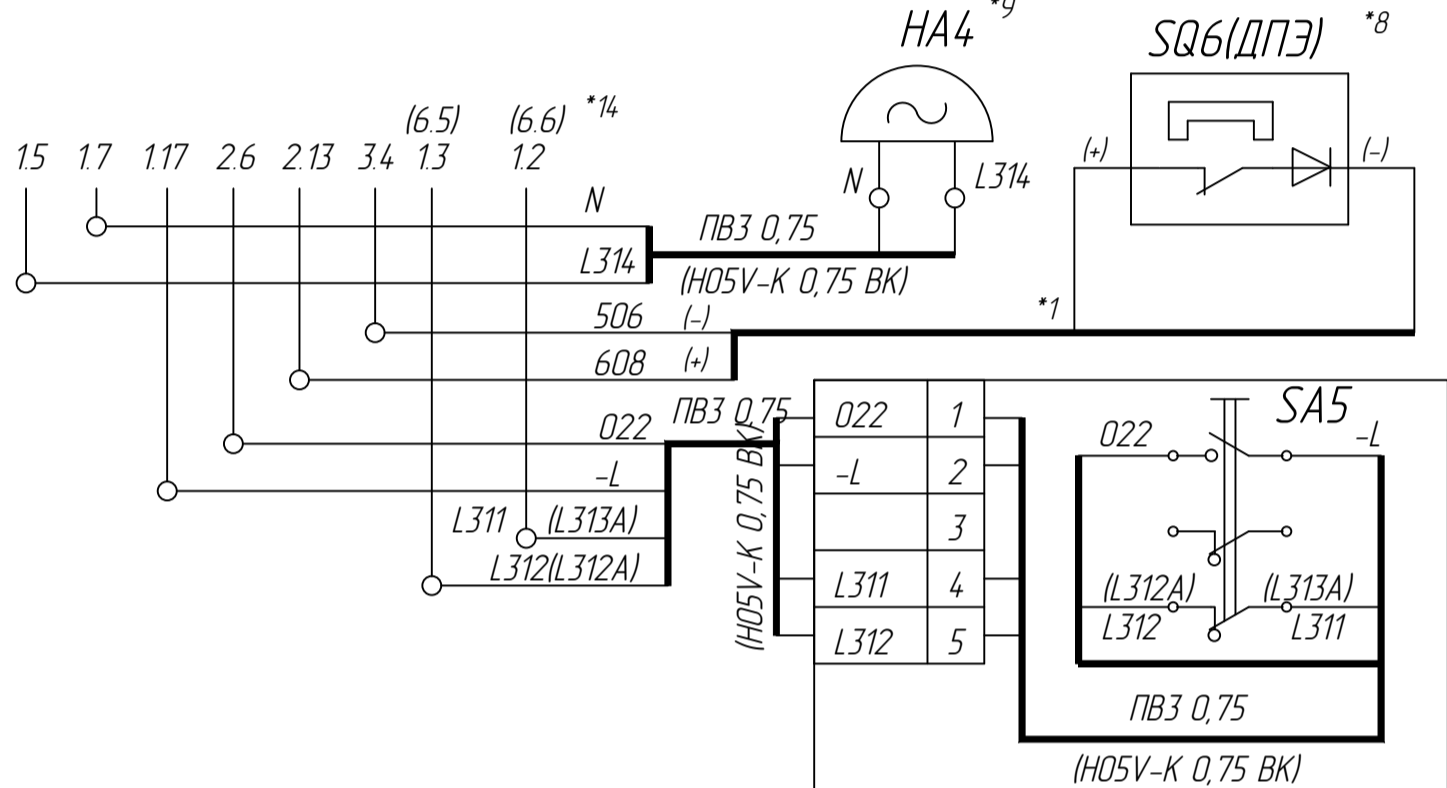 HA4 *9
SQ6(ДПЭ) *8
(6.5) (6.6) *14
1.5 1.7 1.17 2.6 2.13 3.4 1.3 1.2
(+) (-)
N L314
N
ПВ3 0,75
L314
(H05V-K 0,75 BK)
506 (-)
*1
608 (+)
ПВ3 0,75
(H05V-K 0,75 BK)
022
-L
L311 (L313A)
L312(L312A)
022 1
-L 2
3
L311 4
L312 5
SA5
022 -L
(L312A) (L313A)
L312 L311
ПВ3 0,75
(H05V-K 0,75 BK)